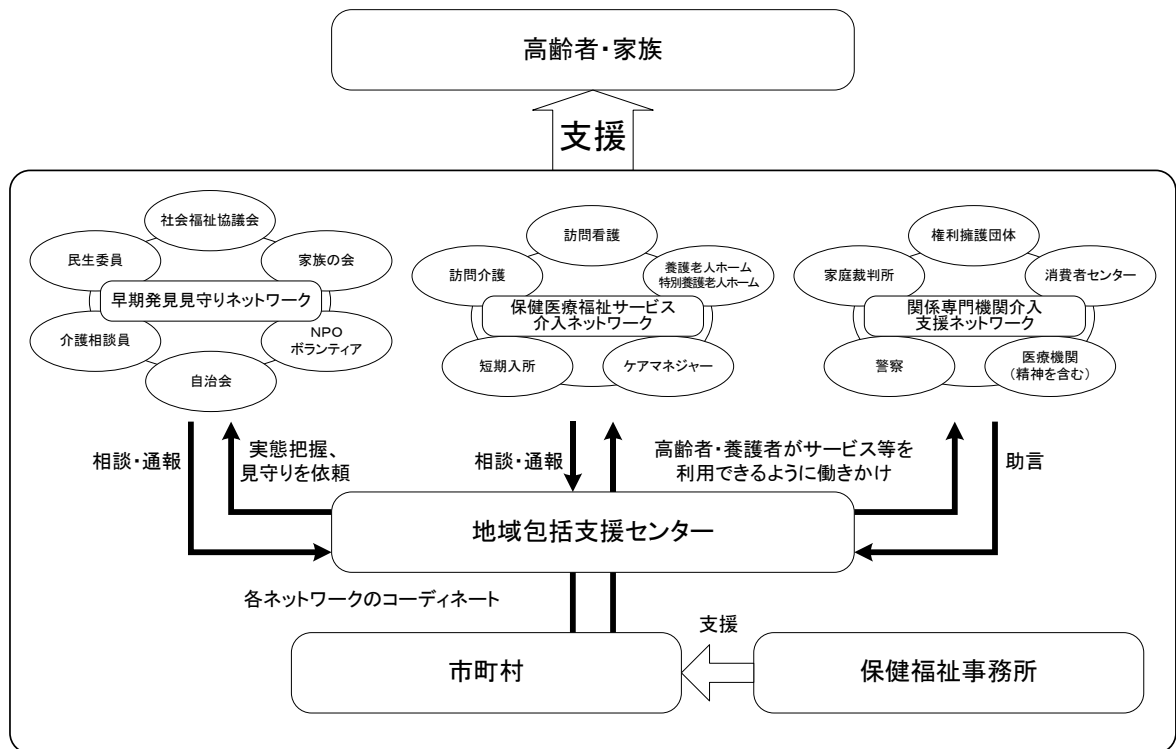 高齢者・家族
支援
社会福祉協議会
民生委員
家族の会
早期発見見守りネットワーク
介護相談員
NPO
ボランティア
自治会
訪問看護
訪問介護
養護老人ホーム
特別養護老人ホーム
保健医療福祉サービス
介入ネットワーク
短期入所
ケアマネジャー
権利擁護団体
家庭裁判所
消費者センター
関係専門機関介入
支援ネットワーク
警察
医療機関
(精神を含む)
相談・通報
実態把握、
見守りを依頼
相談・通報
高齢者・養護者がサービス等を
利用できるように働きかけ
助言
地域包括支援センター
各ネットワークのコーディネート
市町村
支援
保健福祉事務所